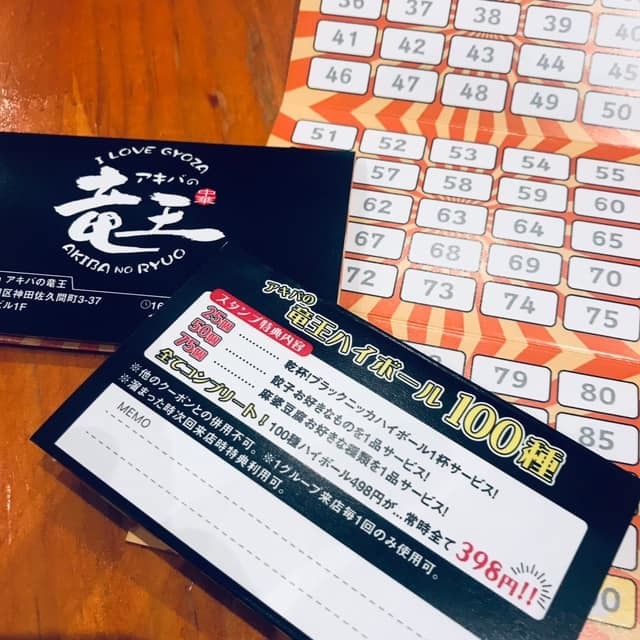 36 37 38 39
41 42 43 44 45
46 47 48 49 50
51 52 53 54 55
57 58 59 60
62 63 64 65
67 68 69 70
72 73 74 75
77 78 79 80
85
I LOVE GYOZA
アキバの
竜王
中華
AKIBA NO RYUO
アキバの竜王
区神田佐久間町3-37
ビル1F
アキバの
竜王ハイボール100種
スタンプ特典内容
25個 ……… 乾杯!ブラックニッカハイボール1杯サービス!
50個 ……… 餃子お好きなものを1品サービス!
75個 ……… 麻婆豆腐お好きな種類を1品サービス!
全てコンプリート! 100種ハイボール498円が…常時全て398円!!
※他のクーポンとの併用不可。※1グループ来店毎1回のみ使用可。
※溜まった時次回来店時特典利用可。
MEMO